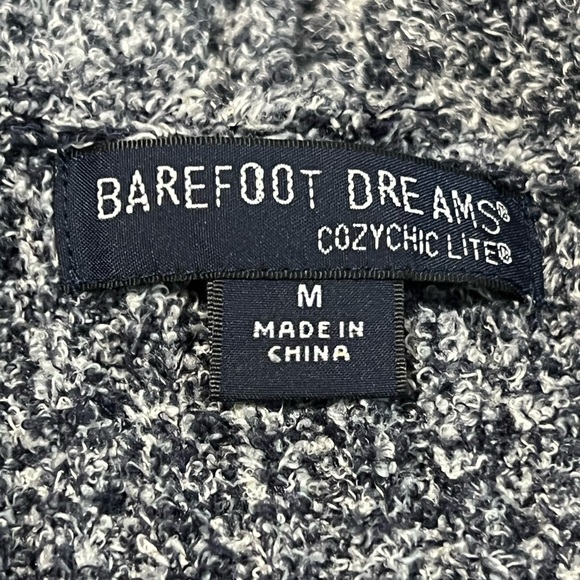 BAREFOOT DREAMS®
COZYCHIC LITE®
M
MADE IN
CHINA